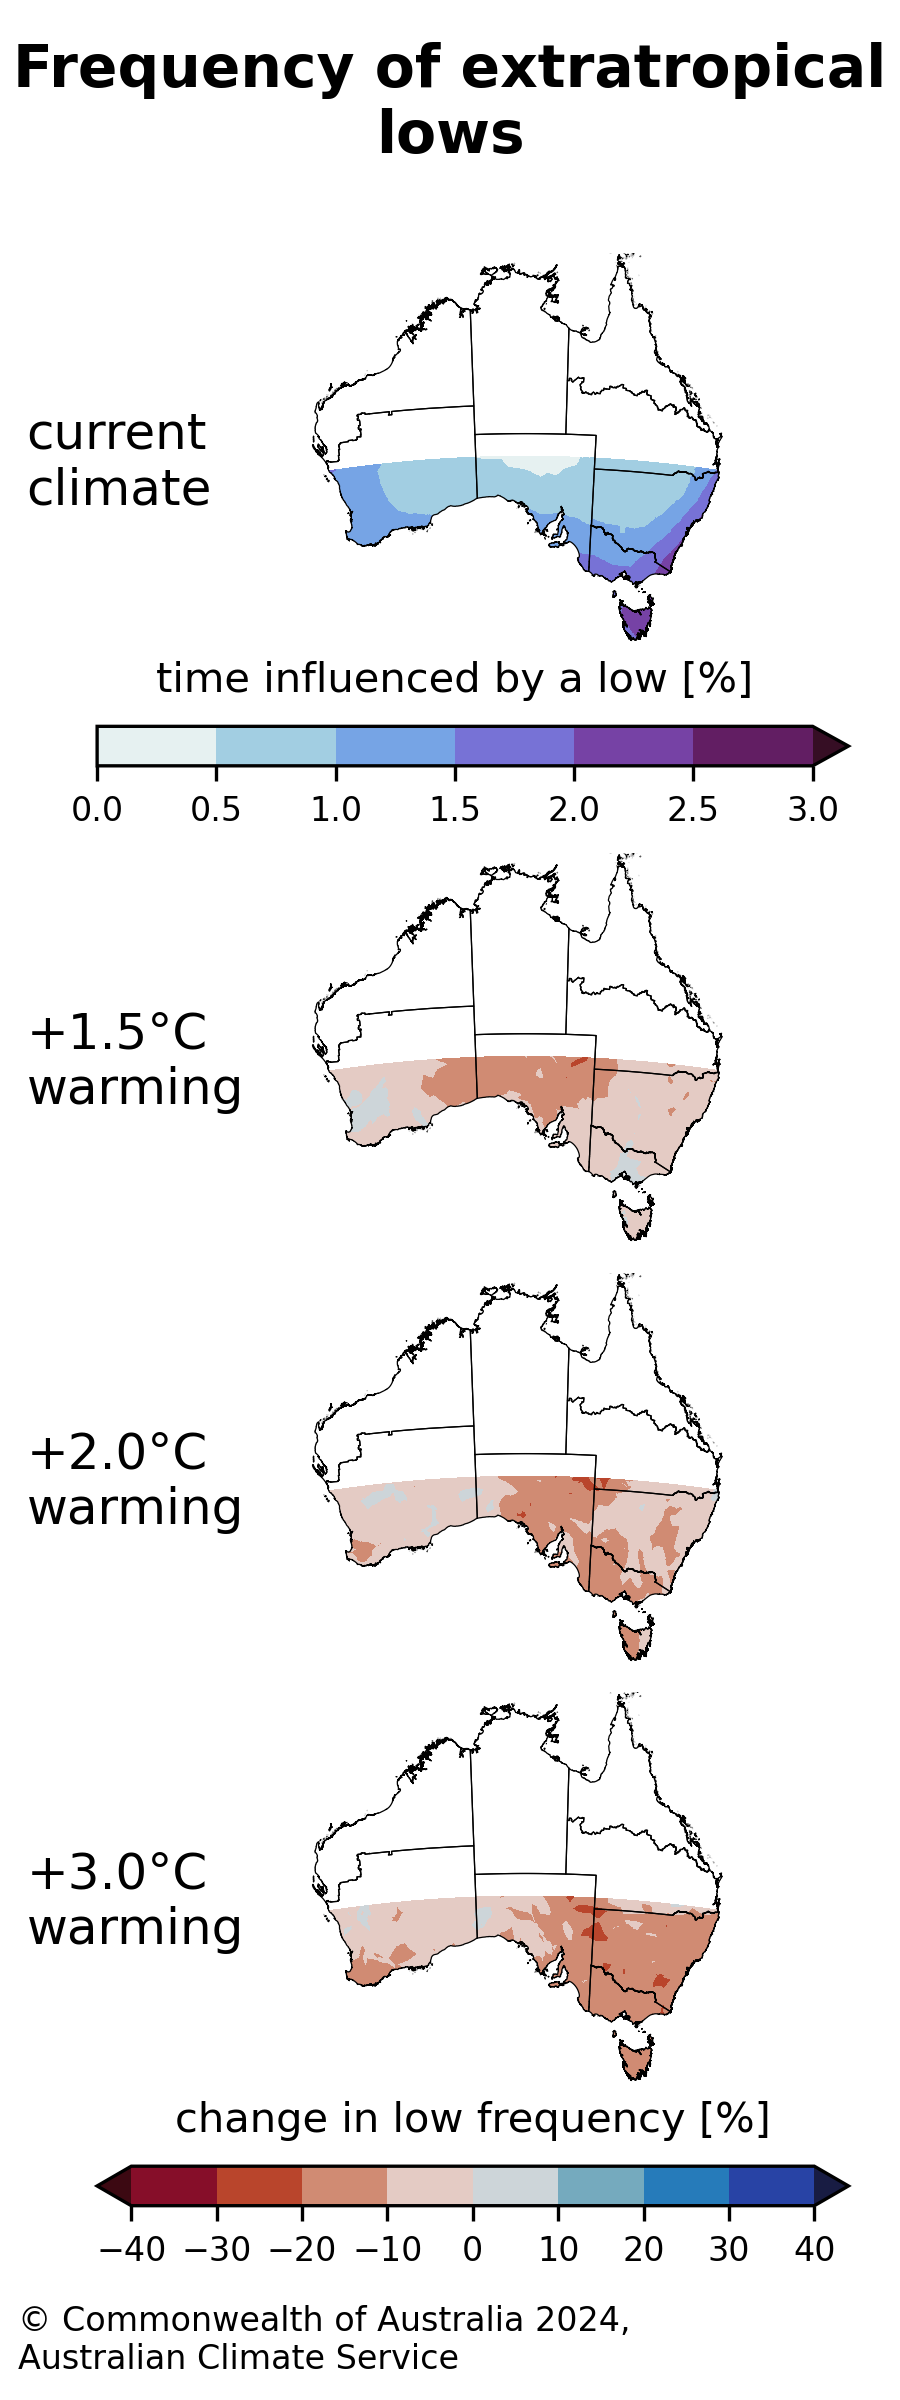 Frequency of extratropical
lows
current
climate
time influenced by a low [%]
0.0 0.5 1.0 1.5 2.0 2.5 3.0
+1.5°C
warming
+2.0°C
warming
+3.0°C
warming
change in low frequency [%]
−40 −30 −20 −10 0 10 20 30 40
© Commonwealth of Australia 2024,
Australian Climate Service